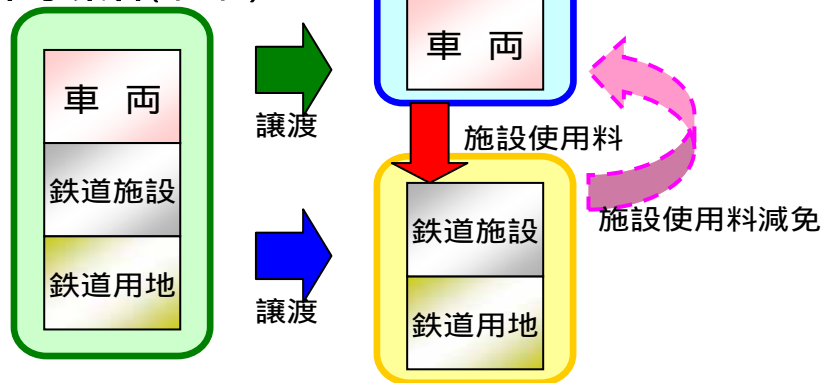 車 両
鉄道施設
鉄道用地
譲渡
譲渡
車 両
施設使用料
鉄道施設
鉄道用地
施設使用料減免